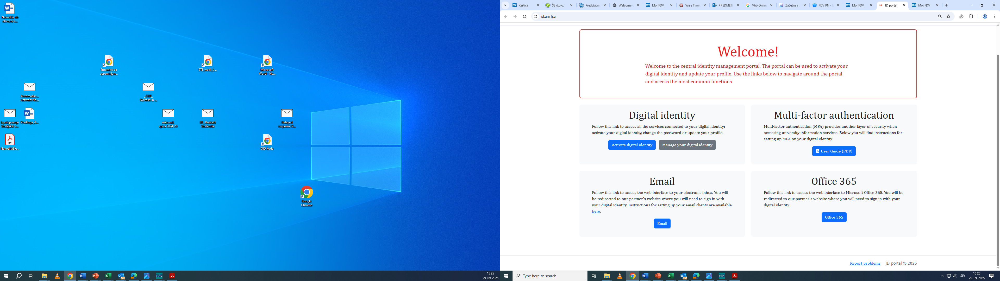 Navodila ob
obvezni s...
Smernice za
spreminjan...
STT_week_L...
Microsoft
Word - Ne...
Automatisc...
Antwort No...
_CGP_
Novosti in ...
Izpolnjevanje
študijskih s...
Predloga_A...
rokovnik
vpisa 2024-25
RE_ Kontakt
študentke
Delayed
response R...
PDF
NavodilaEle...
OID koda
Google
Chrome
15:25
29. 09. 2025
Kartica
ŠS d.o.o.
Predstavni
Welcome
Moj FDV
Wise Time
PREDMET
Vhb Onlin
Začetna st
FDV PN -
Moj FDV
ID portal
Moj FDV
id.uni-lj.si
Welcome!
Welcome to the central identity management portal. The portal can be used to activate your
digital identity and update your profile. Use the links below to navigate around the portal
and access the most common functions.
Digital identity
Follow this link to access all the services connected to your digital identity:
activate your digital identity, change the password or update your profile.
Activate digital identity
Manage your digital identity
Multi-factor authentication
Multi-factor authentication (MFA) provides another layer of security when
accessing university information services. Below you will find instructions for
setting up MFA on your digital identity.
User Guide (PDF)
Email
Follow this link to access the web interface to your electronic inbox. You will
be redirected to our partner's website where you will need to sign in with
your digital identity. Instructions for setting up your email clients are available
here.
Email
Office 365
Follow this link to access the web interface to Microsoft Office 365. You will be
redirected to our partner's website where you will need to sign in with your
digital identity.
Office 365
Report problems
ID portal © 2025
Type here to search
SLV
15:25
29. 09. 2025